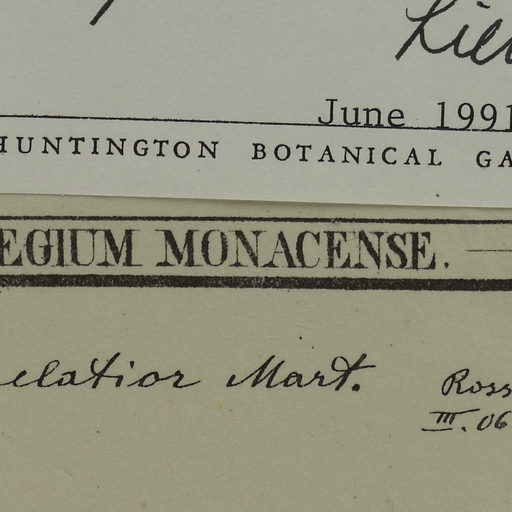 June 1991
HUNTINGTON BOTANICAL GA
EGIUM MONACENSE.
elatior Mart. Ross
III. 06